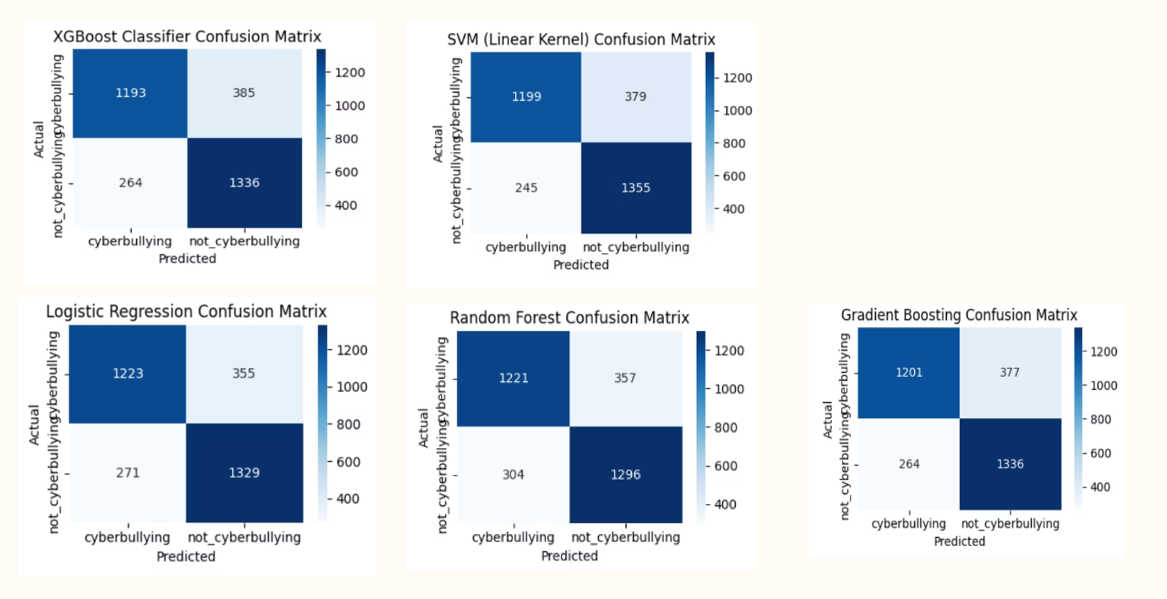 XGBoost Classifier Confusion Matrix
Actual
cyberbullying
not_cyberbullying
1193 385
264 1336
1200
1000
800
600
400
cyberbullying not_cyberbullying
Predicted
SVM (Linear Kernel) Confusion Matrix
Actual
cyberbullying
not_cyberbullying
1199 379
245 1355
1200
1000
800
600
400
cyberbullying not_cyberbullying
Predicted
Logistic Regression Confusion Matrix
Actual
cyberbullying
not_cyberbullying
1223 355
271 1329
1200
1000
800
600
400
cyberbullying not_cyberbullying
Predicted
Random Forest Confusion Matrix
Actual
cyberbullying
not_cyberbullying
1221 357
304 1296
1200
1000
800
600
400
cyberbullying not_cyberbullying
Predicted
Gradient Boosting Confusion Matrix
Actual
cyberbullying
not_cyberbullying
1201 377
264 1336
1200
1000
800
600
400
cyberbullying not_cyberbullying
Predicted